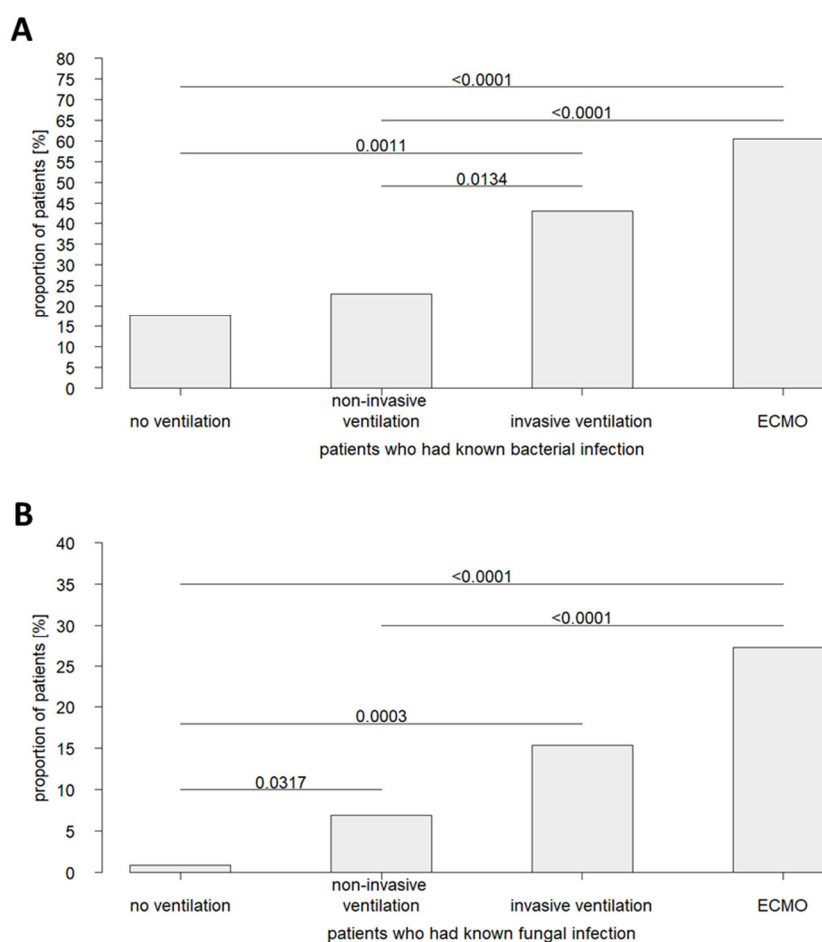 A
80
75
70
65
60
55
50
45
40
35
30
25
20
15
10
5
0
proportion of patients [%]
<0.0001
<0.0001
0.0011
0.0134
no ventilation
non-invasive
ventilation
invasive ventilation
ECMO
patients who had known bacterial infection
B
40
35
30
25
20
15
10
5
0
proportion of patients [%]
<0.0001
<0.0001
0.0003
0.0317
no ventilation
non-invasive
ventilation
invasive ventilation
ECMO
patients who had known fungal infection